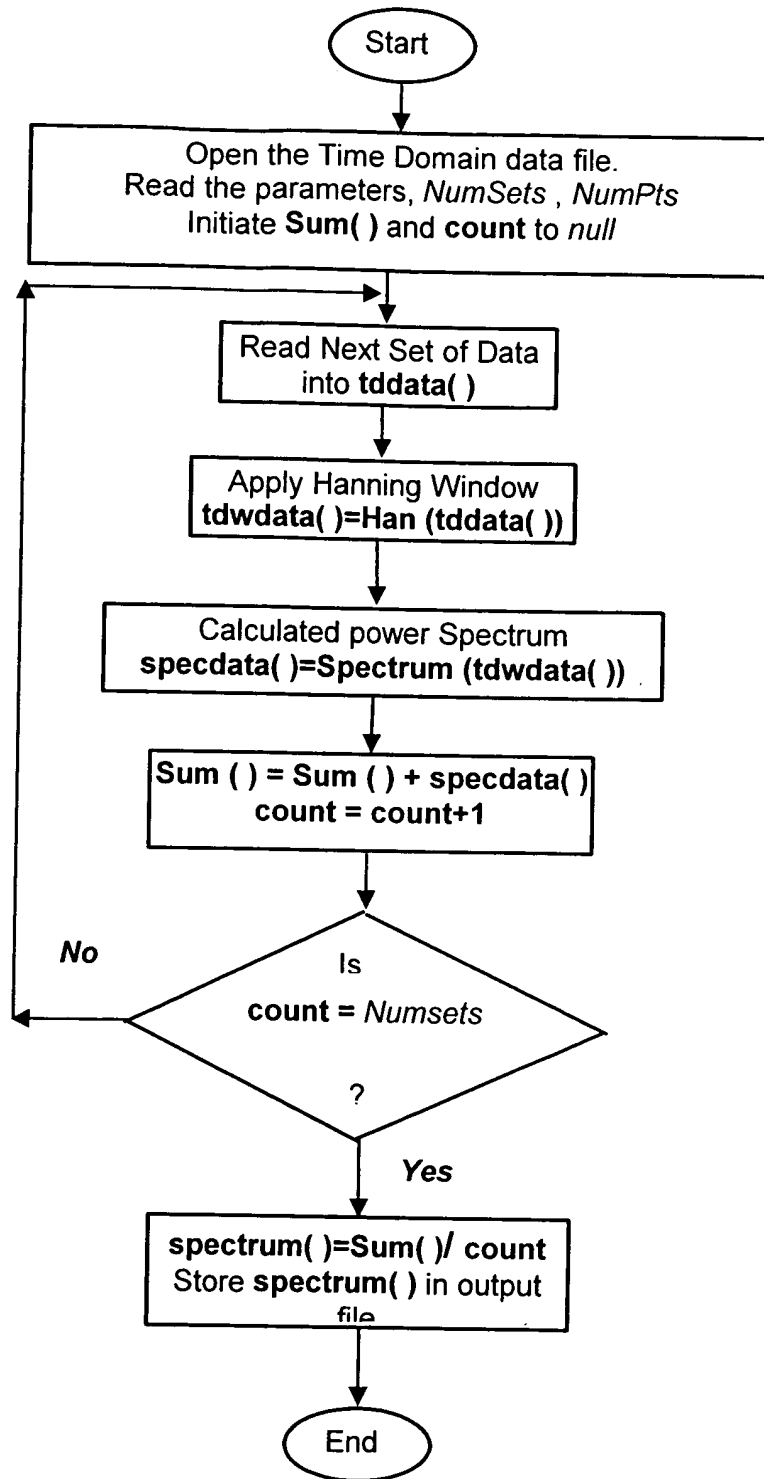 Start
Open the Time Domain data file.
Read the parameters, NumSets , NumPts
Initiate Sum( ) and count to null
Read Next Set of Data
into tddata( )
Apply Hanning Window
tdwdata( )=Han (tddata( ))
Calculated power Spectrum
specdata( )=Spectrum (tdwdata( ))
Sum ( ) = Sum ( ) + specdata( )
count = count+1
No
Is
count = Numsets
?
Yes
spectrum( )=Sum( )/ count
Store spectrum( ) in output
file
End